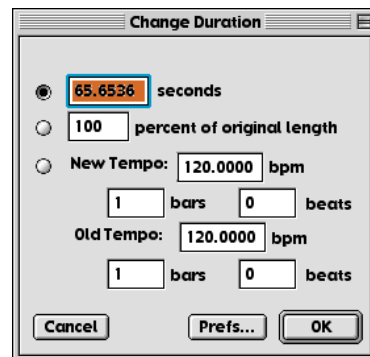 Change Duration
65.6536 seconds
100 percent of original length
New Tempo: 120.0000 bpm
1 bars 0 beats
Old Tempo: 120.0000 bpm
1 bars 0 beats
Cancel Prefs... OK